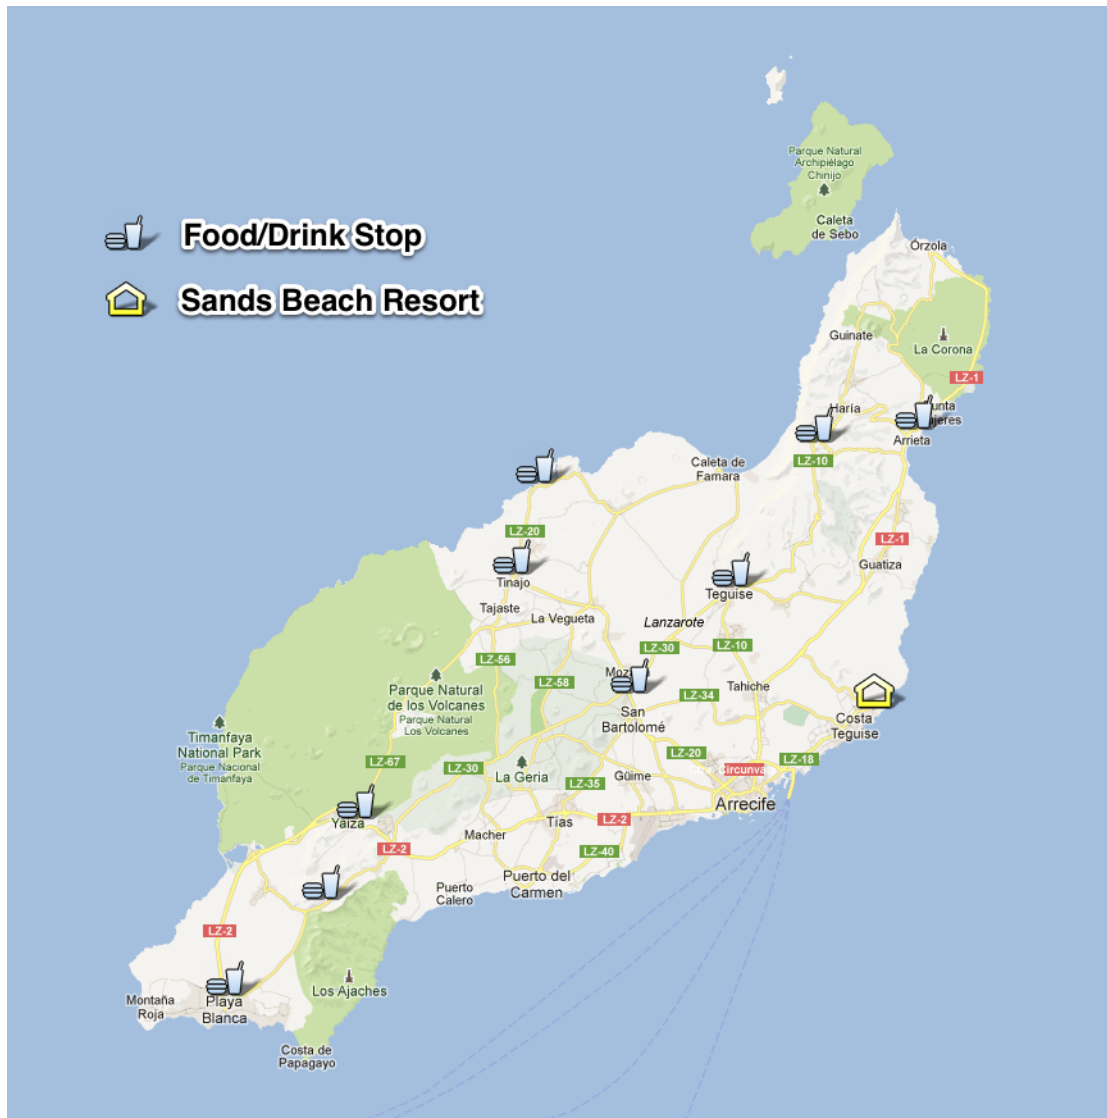 Parque Natural
Archipiélago
Chinijo
Caleta
de Sebo
Órzola
Food/Drink Stop
Sands Beach Resort
Guinate
La Corona
LZ-1
Haría
Arrieta
LZ-10
Caleta de
Famara
LZ-20
LZ-1
Guatiza
Tinajo
Teguise
Tajaste
La Vegueta
Lanzarote
LZ-30
LZ-10
LZ-56
LZ-58
Parque Natural
de los Volcanes
Parque Natural
Los Volcanes
LZ-34
Tahiche
San
Bartolomé
Costa
Teguise
Timanfaya
National Park
Parque Nacional
de Timanfaya
LZ-67
LZ-30
La Geria
LZ-20
LZ-18
Güime
LZ-35
Arrecife
Yaiza
Tías
LZ-2
Macher
LZ-2
LZ-40
Puerto del
Carmen
Puerto
Calero
LZ-2
Los Ajaches
Montaña
Roja
Playa
Blanca
Costa de
Papagayo